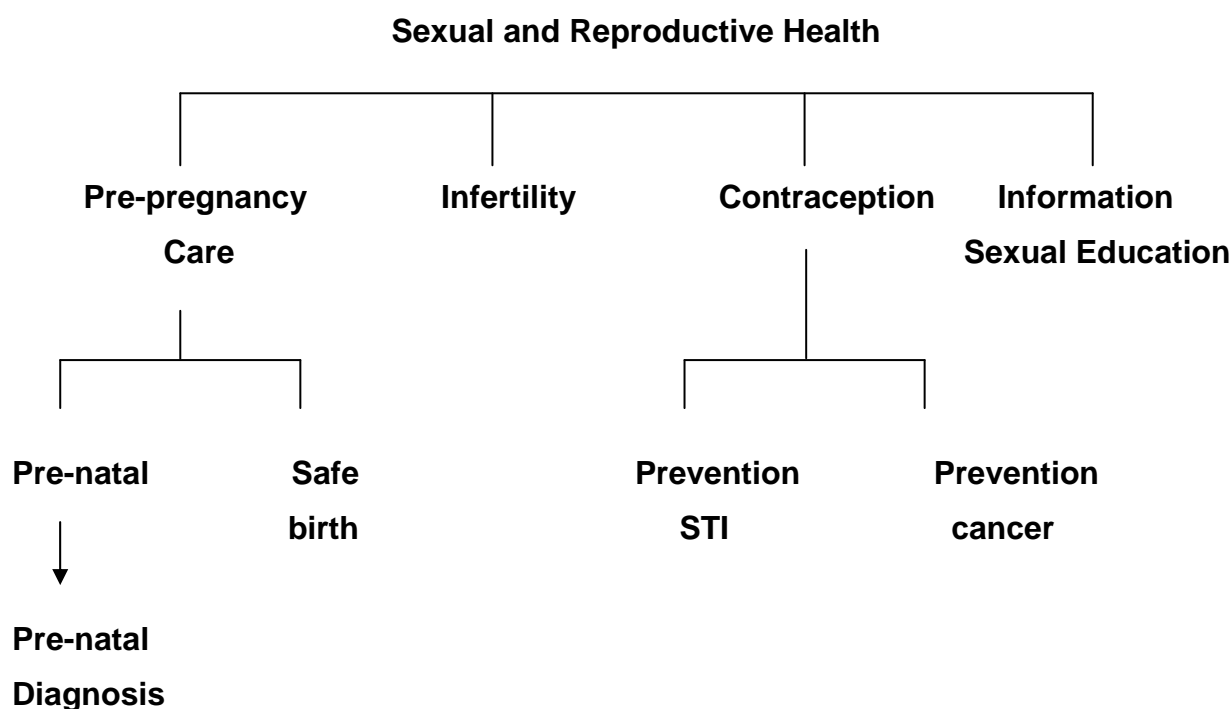 Sexual and Reproductive Health
Pre-pregnancy
Care
Infertility
Contraception
Information
Sexual Education
Pre-natal
Safe
birth
Prevention
STI
Prevention
cancer
Pre-natal
Diagnosis